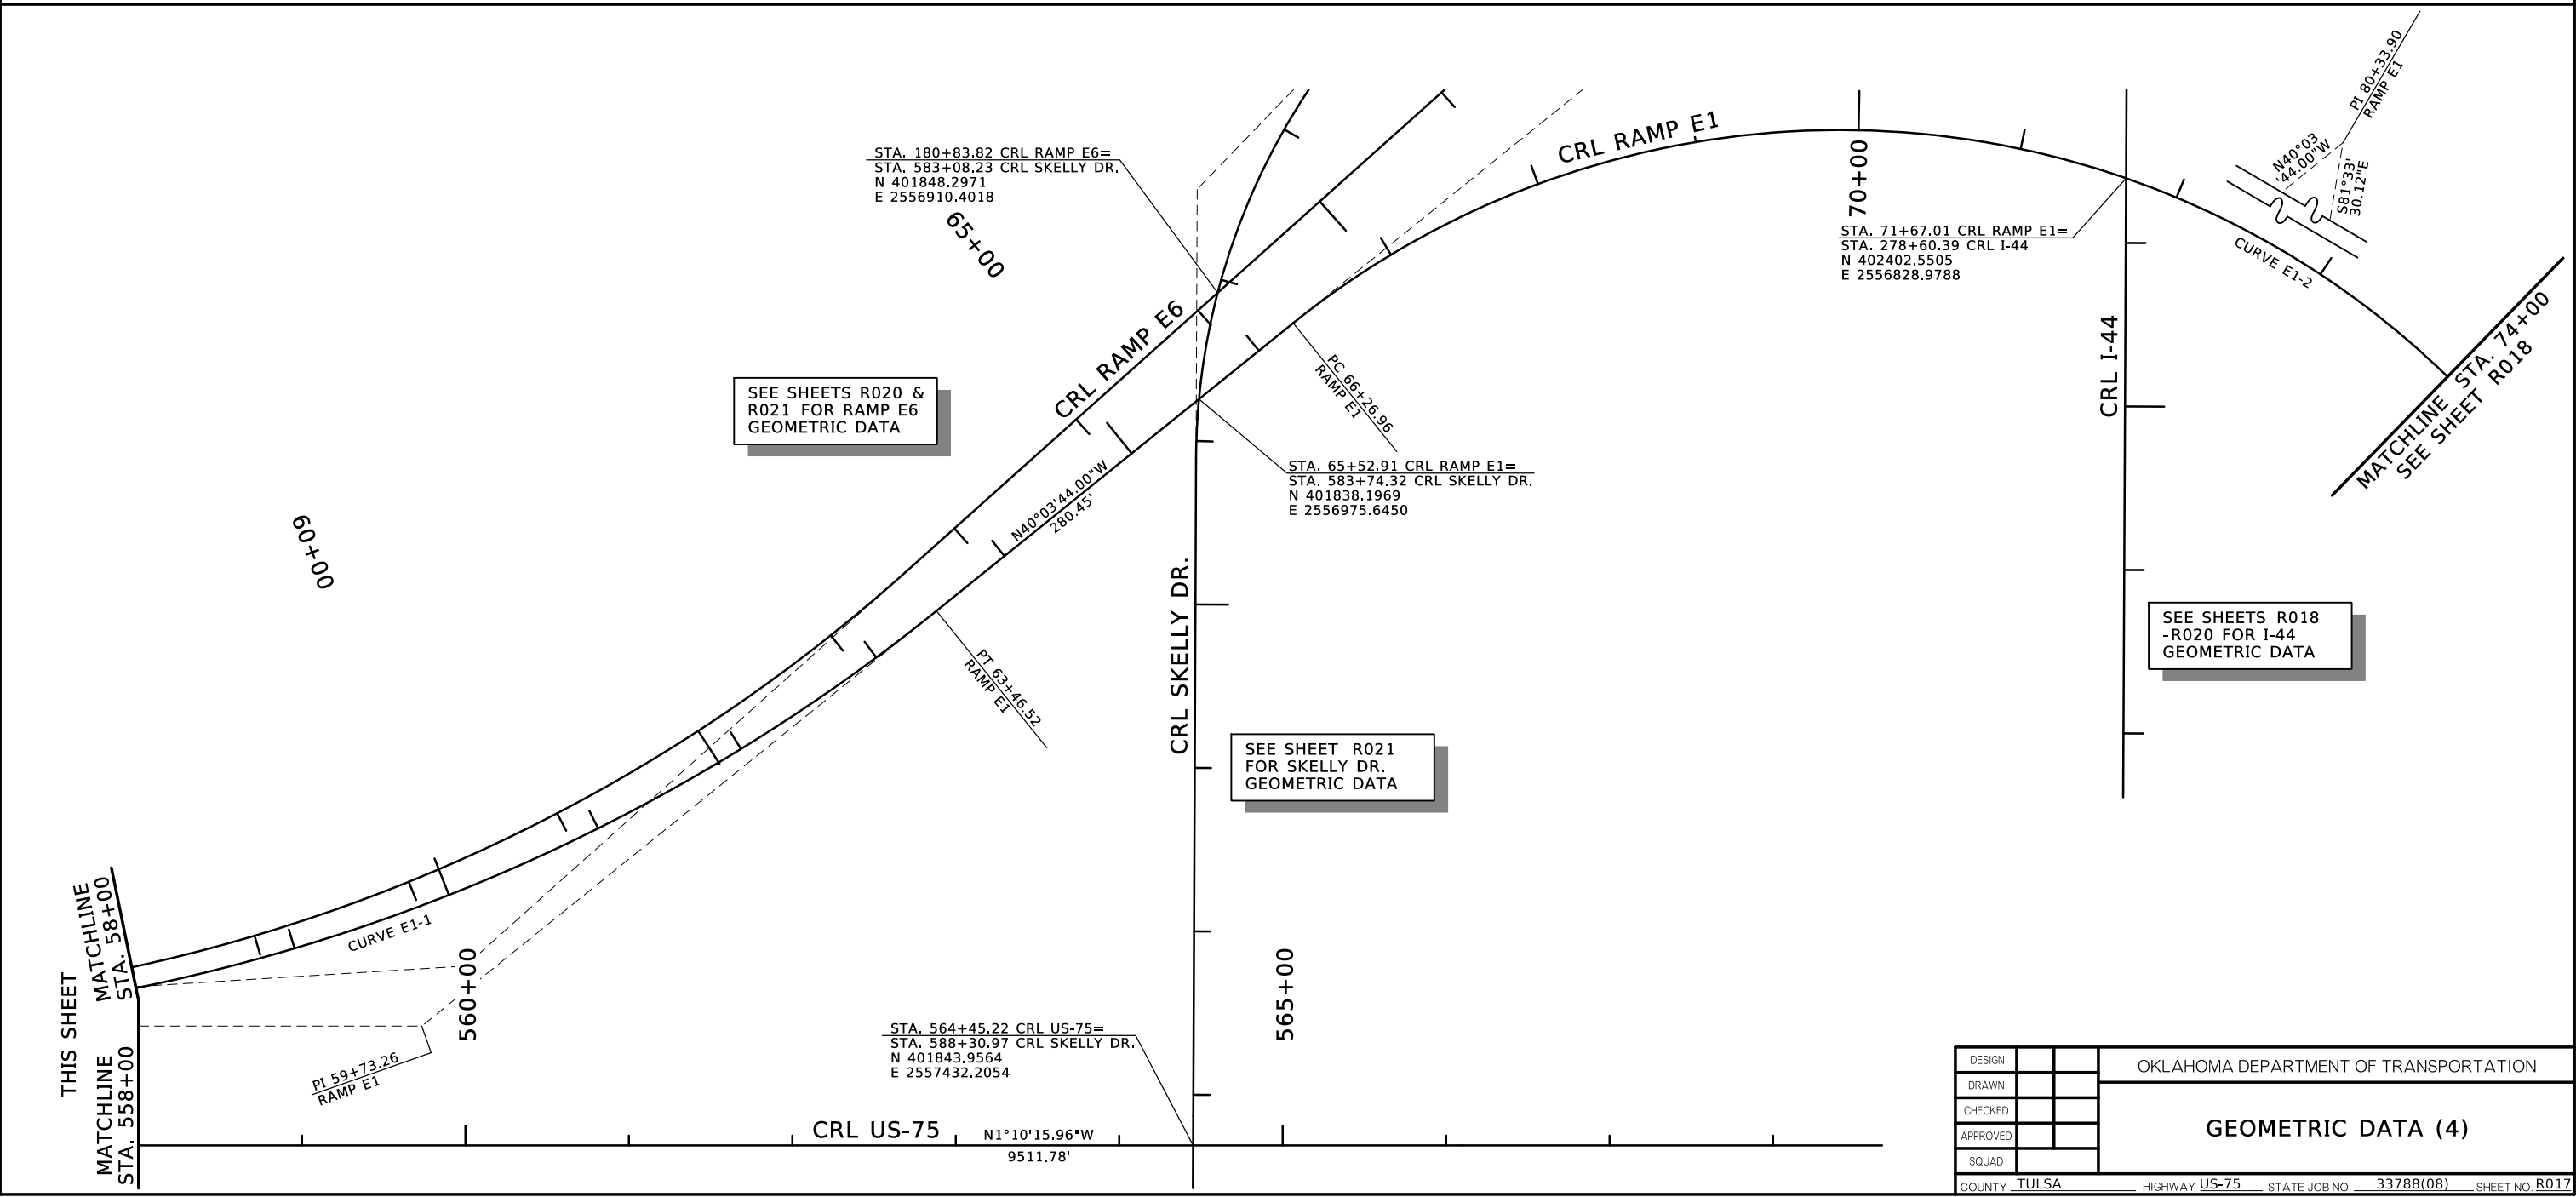 STA. 180+83.82 CRL RAMP E6=
STA. 583+08.23 CRL SKELLY DR.
N 401848.2971
E 2556910.4018
65+00
60+00
CRL RAMP E6
CRL RAMP E1
70+00
STA. 71+67.01 CRL RAMP E1=
STA. 278+60.39 CRL I-44
N 402402.5505
E 2556828.9788
PI 80+33.90
RAMP E1
N40°03
'44.00"W
S81°33'
30.12"E
CURVE E1-2
MATCHLINE STA. 74+00
SEE SHEET R018
CRL I-44
SEE SHEETS R020 &
R021 FOR RAMP E6
GEOMETRIC DATA
PC 66+26.96
RAMP E1
STA. 65+52.91 CRL RAMP E1=
STA. 583+74.32 CRL SKELLY DR.
N 401838.1969
E 2556975.6450
N40°03'44.00"W
280.45'
PT 63+46.52
RAMP E1
CRL SKELLY DR.
SEE SHEETS R018
-R020 FOR I-44
GEOMETRIC DATA
SEE SHEET R021
FOR SKELLY DR.
GEOMETRIC DATA
MATCHLINE
STA. 58+00
CURVE E1-1
THIS SHEET
MATCHLINE
STA. 558+00
PI 59+73.26
RAMP E1
560+00
565+00
STA. 564+45.22 CRL US-75=
STA. 588+30.97 CRL SKELLY DR.
N 401843.9564
E 2557432.2054
CRL US-75
N1°10'15.96"W
9511.78'
DESIGN
DRAWN
CHECKED
APPROVED
SQUAD
OKLAHOMA DEPARTMENT OF TRANSPORTATION
GEOMETRIC DATA (4)
COUNTY TULSA HIGHWAY US-75 STATE JOB NO. 33788(08) SHEET NO. R017